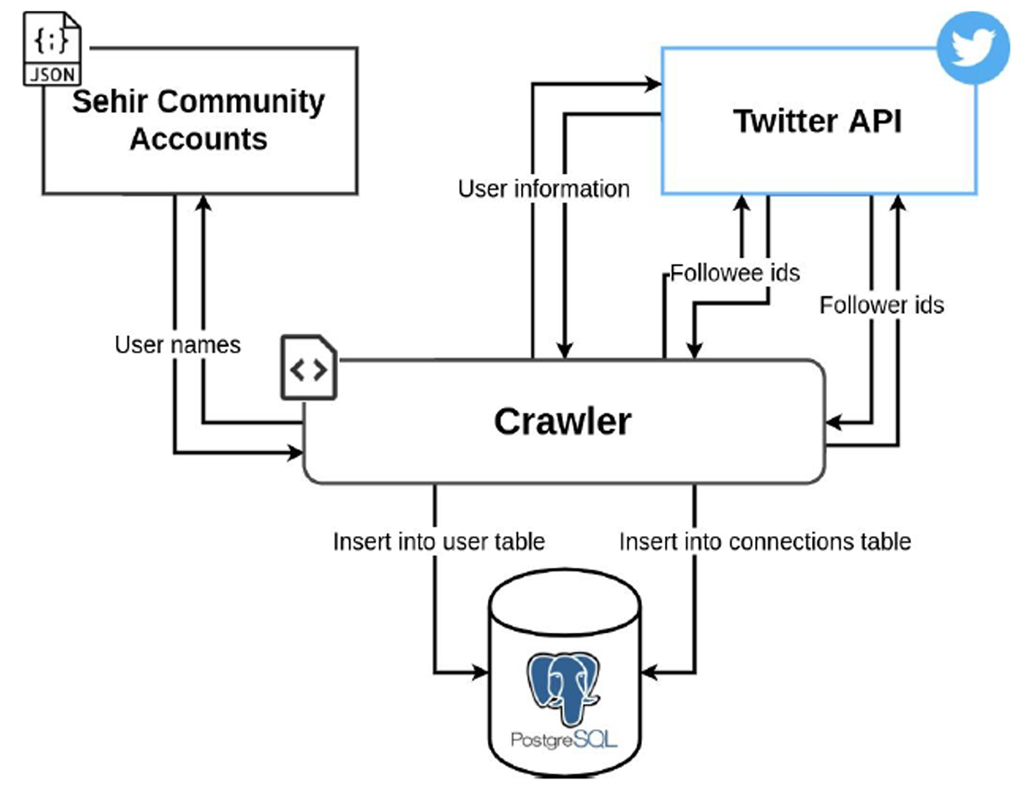 {;}
JSON
Sehir Community
Accounts
Twitter API
User information
Followee ids
Follower ids
User names
< >
Crawler
Insert into user table
Insert into connections table
PostgreSQL